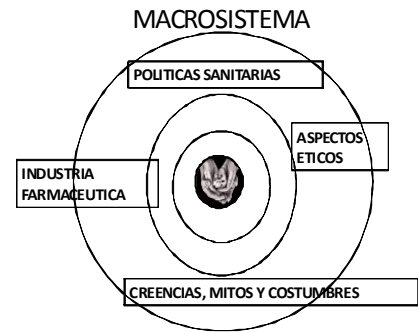 MACROSISTEMA
POLITICAS SANITARIAS
ASPECTOS
ETICOS
INDUSTRIA
FARMACEUTICA
CREENCIAS, MITOS Y COSTUMBRES